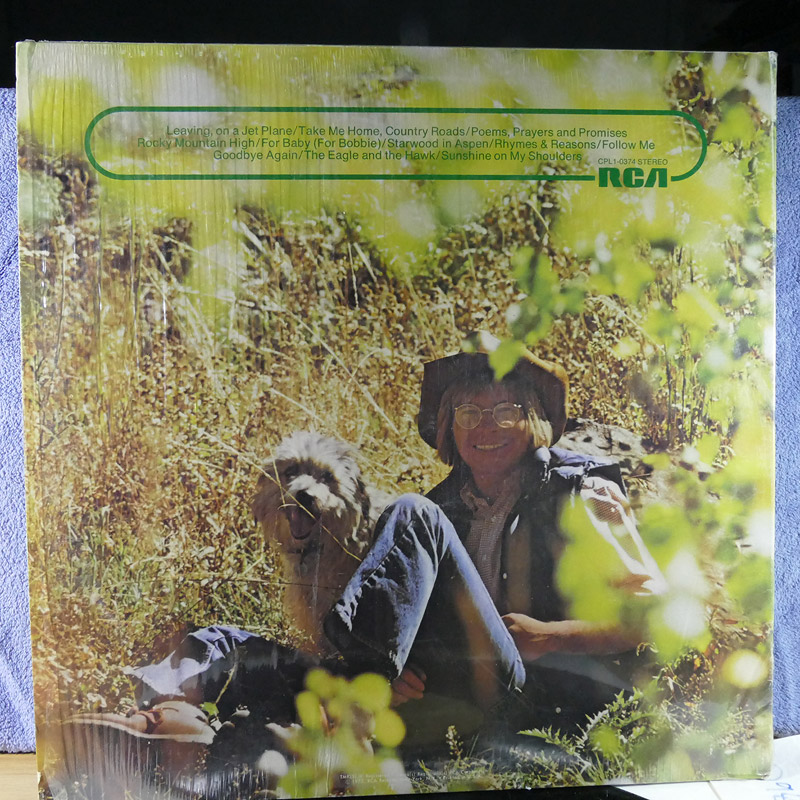 Leaving, on a Jet Plane/Take Me Home, Country Roads/Poems, Prayers and Promises
Rocky Mountain High/For Baby (For Bobbie)/Starwood in Aspen/Rhymes & Reasons/Follow Me
Goodbye Again/The Eagle and the Hawk/Sunshine on My Shoulders
CPL1-0374 STEREO
RCA